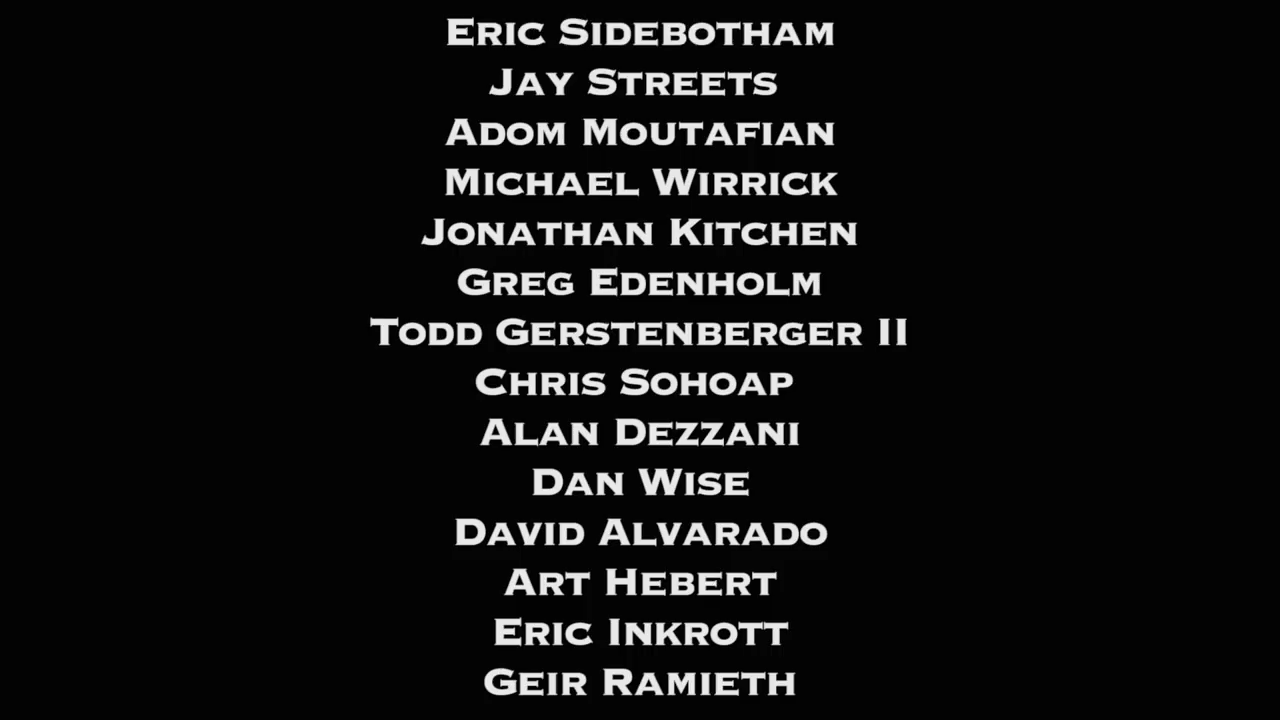 Eric Sidebotham
Jay Streets
Adom Moutafian
Michael Wirrick
Jonathan Kitchen
Greg Edenholm
Todd Gerstenberger II
Chris Sohoap
Alan Dezzani
Dan Wise
David Alvarado
Art Hebert
Eric Inkrott
Geir Ramieth